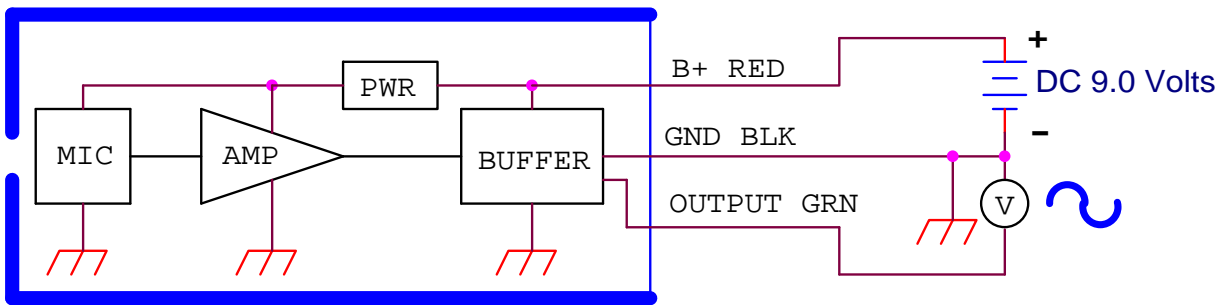 B+ RED
PWR
DC 9.0 Volts
+
−
MIC
AMP
BUFFER
GND BLK
OUTPUT GRN
V